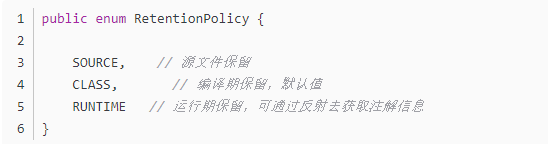 1 public enum RetentionPolicy {
2
3     SOURCE,    // 源文件保留
4     CLASS,       // 编译期保留，默认值
5     RUNTIME   // 运行期保留，可通过反射去获取注解信息
6 }